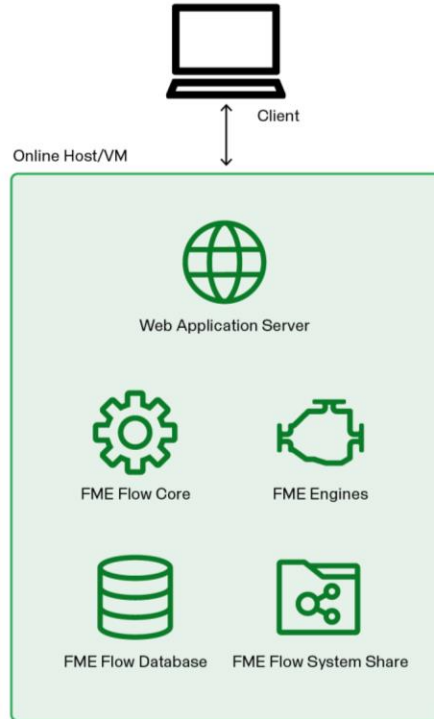 Client
Online Host/VM
Web Application Server
FME Flow Core
FME Engines
FME Flow Database
FME Flow System Share